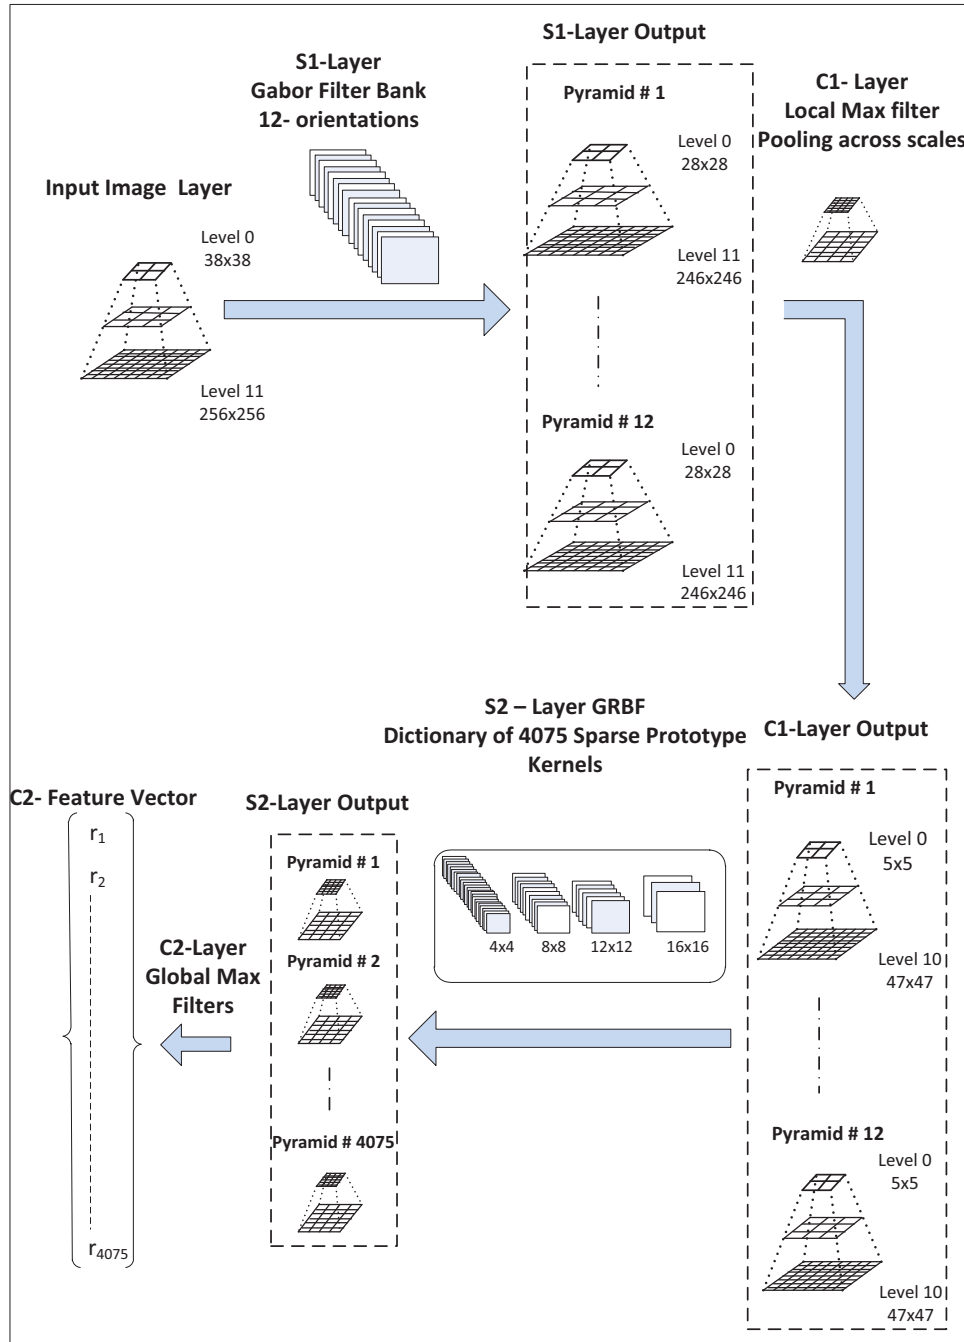 Input Image Layer
Level 0
38x38
Level 11
256x256
S1-Layer
Gabor Filter Bank
12- orientations
S1-Layer Output
Pyramid # 1
Level 0
28x28
Level 11
246x246
Pyramid # 12
Level 0
28x28
Level 11
246x246
C1- Layer
Local Max filter
Pooling across scales
C1-Layer Output
Pyramid # 1
Level 0
5x5
Level 10
47x47
Pyramid # 12
Level 0
5x5
Level 10
47x47
S2 – Layer GRBF
Dictionary of 4075 Sparse Prototype
Kernels
4x4 8x8 12x12 16x16
S2-Layer Output
Pyramid # 1
Pyramid # 2
Pyramid # 4075
C2-Layer
Global Max
Filters
C2- Feature Vector
r1
r2
r4075